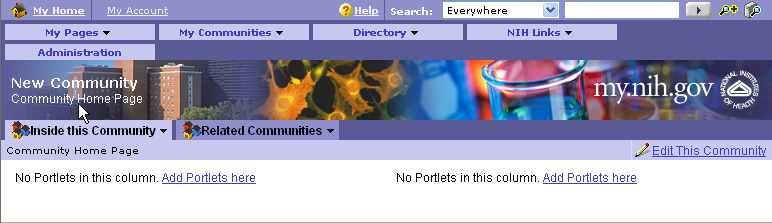 My Home My Account Help Search: Everywhere
My Pages My Communities Directory NIH Links
Administration
New Community
Community Home Page
my.nih.gov
NATIONAL INSTITUTES OF HEALTH
Inside this Community Related Communities
Community Home Page Edit This Community
No Portlets in this column. Add Portlets here No Portlets in this column. Add Portlets here